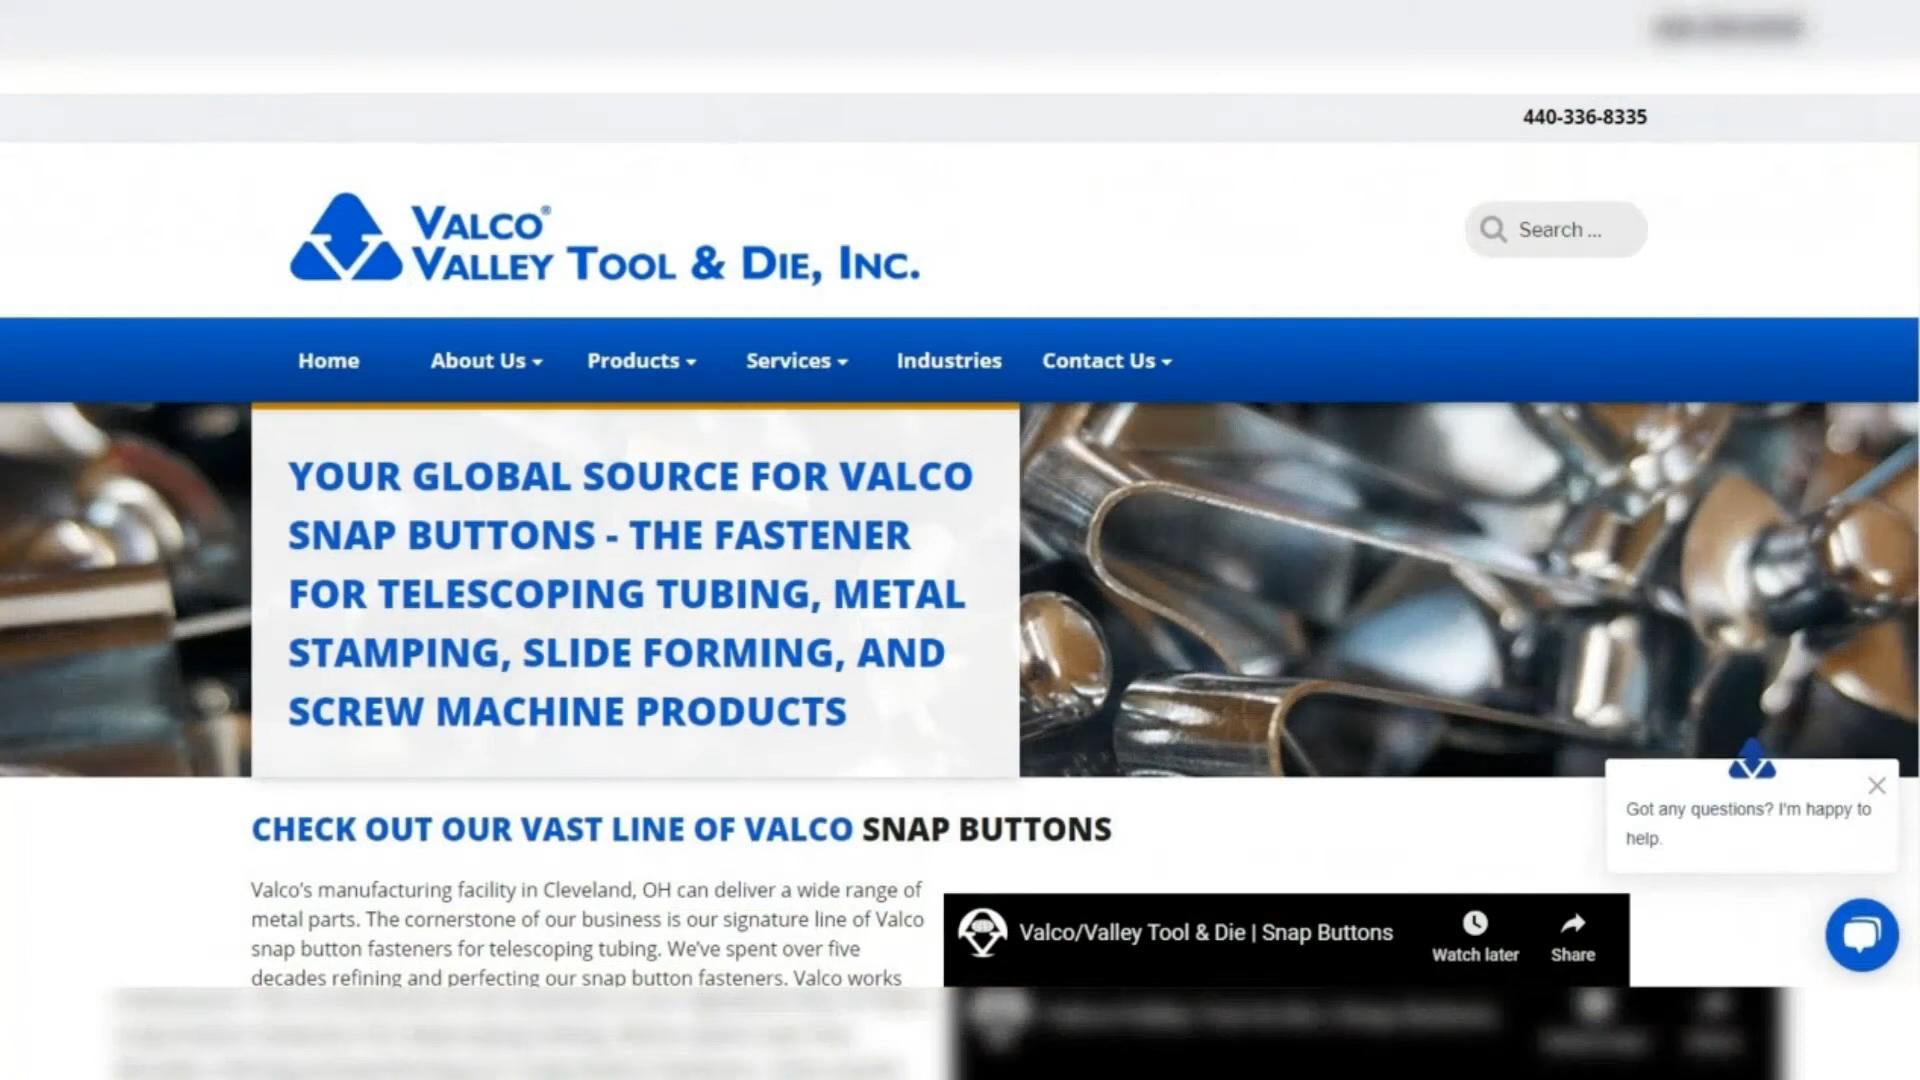 440-336-8335
VALCO®
VALLEY TOOL & DIE, INC.
Search ...
Home About Us Products Services Industries Contact Us
YOUR GLOBAL SOURCE FOR VALCO
SNAP BUTTONS - THE FASTENER
FOR TELESCOPING TUBING, METAL
STAMPING, SLIDE FORMING, AND
SCREW MACHINE PRODUCTS
Got any questions? I'm happy to
help.
CHECK OUT OUR VAST LINE OF VALCO SNAP BUTTONS
Valco's manufacturing facility in Cleveland, OH can deliver a wide range of
metal parts. The cornerstone of our business is our signature line of Valco
snap button fasteners for telescoping tubing. We've spent over five
decades refining and perfecting our snap button fasteners. Valco works
Valco/Valley Tool & Die | Snap Buttons
Watch later
Share